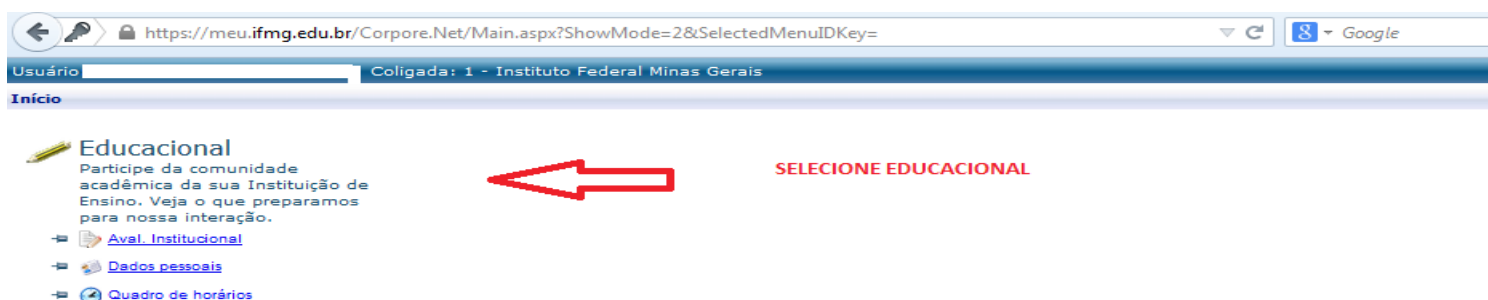 https://meu.ifmg.edu.br/Corpore.Net/Main.aspx?ShowMode=2&SelectedMenuIDKey=
8 Google
Usuário Coligada: 1 - Instituto Federal Minas Gerais
Início
Educacional
Participe da comunidade
acadêmica da sua Instituição de
Ensino. Veja o que preparamos
para nossa interação.
SELECIONE EDUCACIONAL
Aval. Institucional
Dados pessoais
Quadro de horários